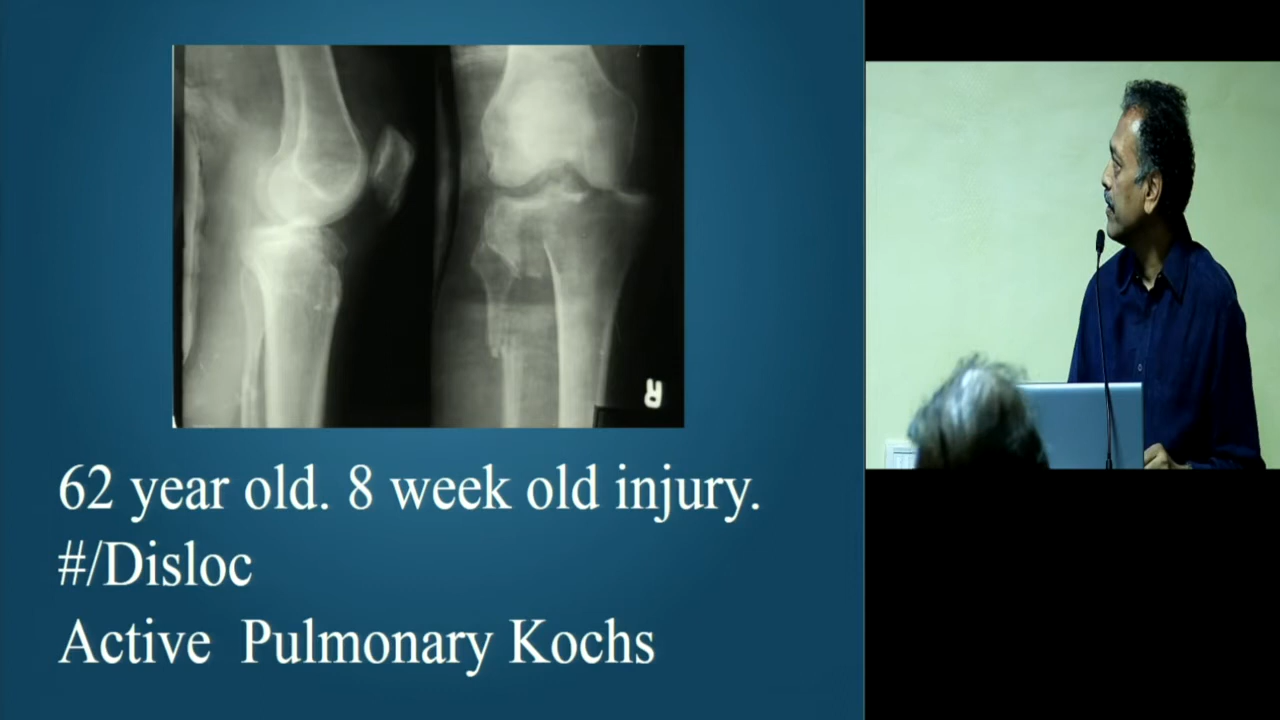 R
62 year old. 8 week old injury.
#/Disloc
Active  Pulmonary Kochs